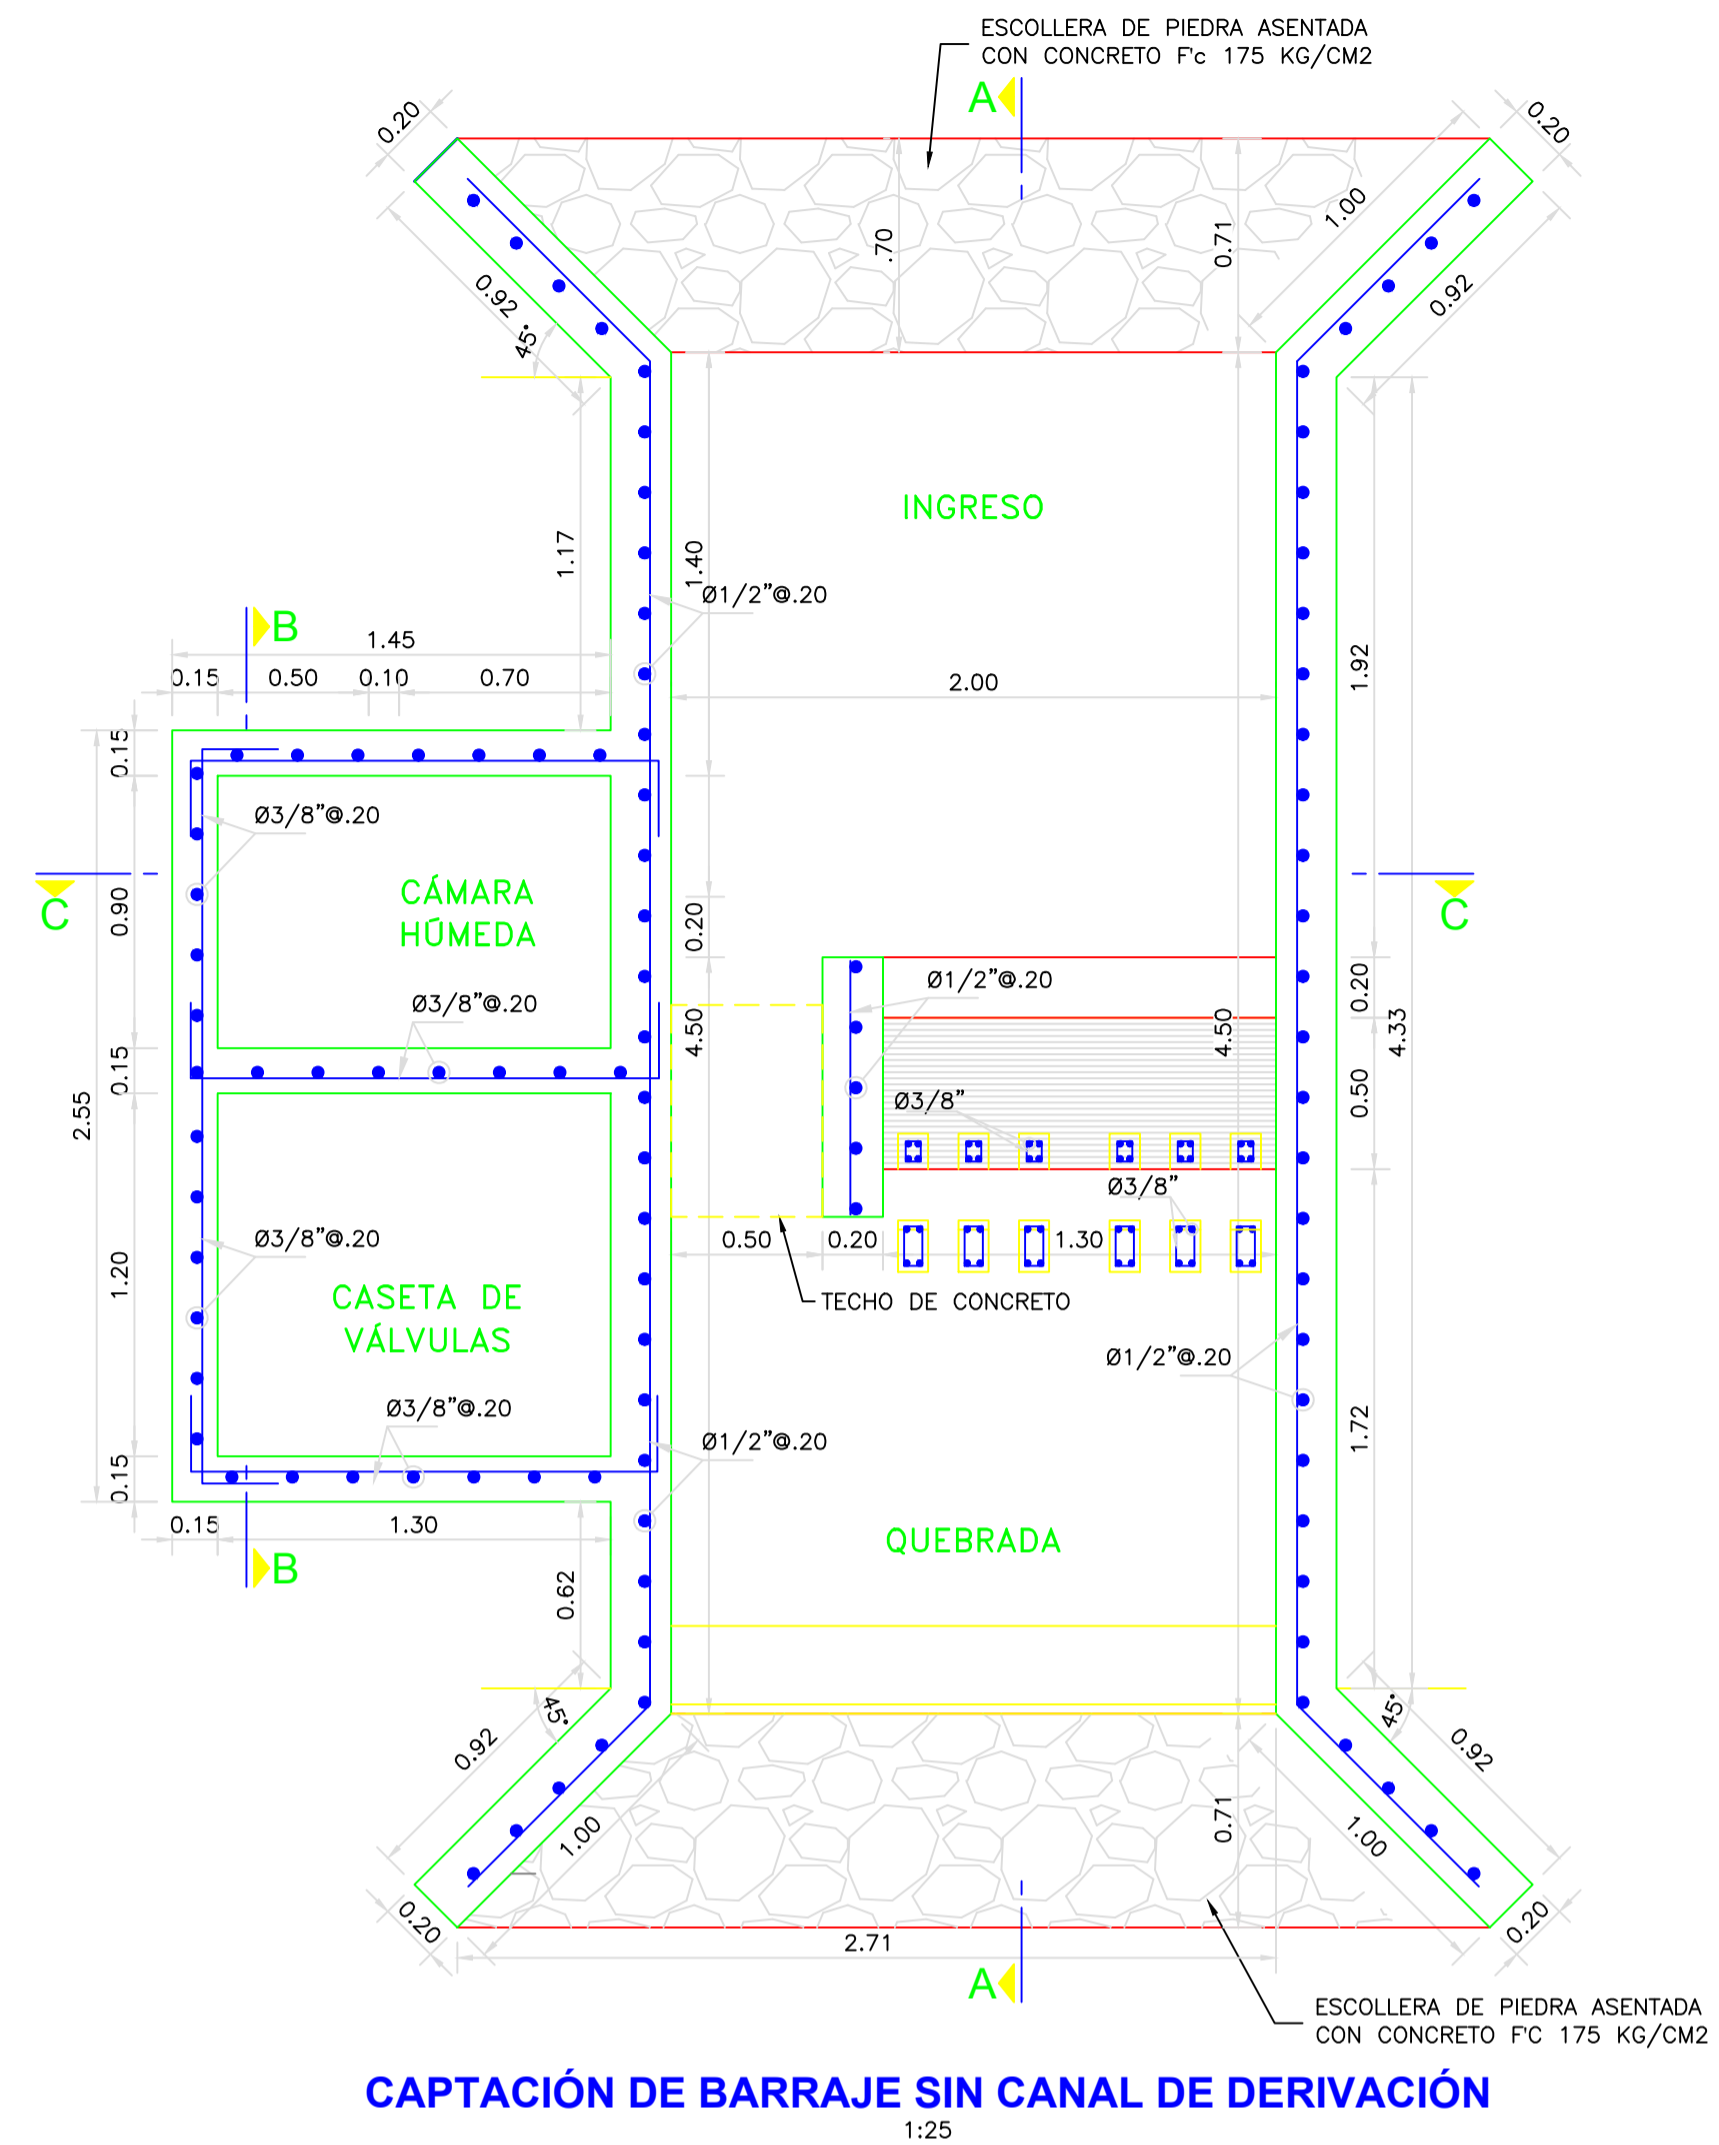 ESCOLLERA DE PIEDRA ASENTADA
CON CONCRETO F'c 175 KG/CM2
A
0.20
0.20
1.00
.70
0.71
0.92
0.92
45°
INGRESO
1.17
1.40
Ø1/2"@.20
B
1.45
0.15
0.50
0.10
0.70
2.00
1.92
0.15
Ø3/8"@.20
CÁMARA
HÚMEDA
C
C
0.90
0.20
Ø1/2"@.20
0.20
Ø3/8"@.20
4.50
4.50
4.33
0.15
2.55
Ø3/8"
0.50
Ø3/8"
Ø3/8"@.20
0.50
0.20
1.30
1.20
CASETA DE
VÁLVULAS
TECHO DE CONCRETO
Ø1/2"@.20
Ø3/8"@.20
1.72
Ø1/2"@.20
0.15
0.15
1.30
QUEBRADA
B
0.62
45°
45°
0.92
0.92
1.00
0.71
1.00
0.20
0.20
2.71
A
ESCOLLERA DE PIEDRA ASENTADA
CON CONCRETO F'C 175 KG/CM2
CAPTACIÓN DE BARRAJE SIN CANAL DE DERIVACIÓN
1:25